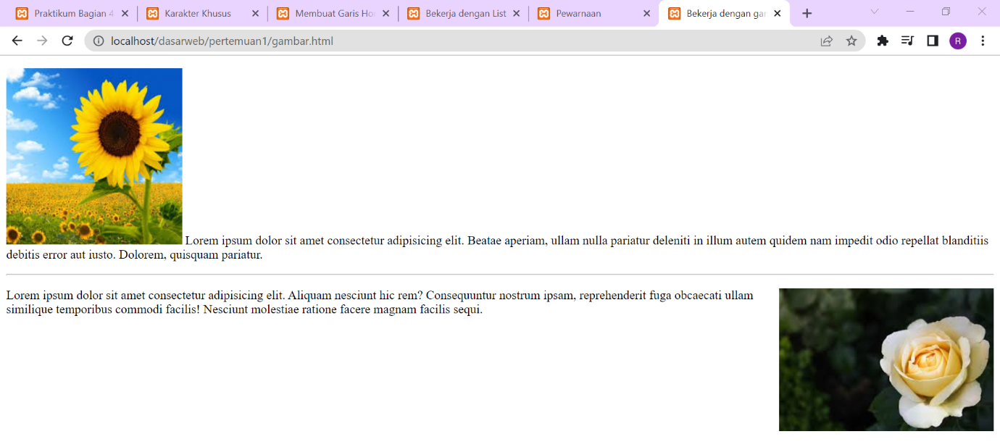 Praktikum Bagian 4
Karakter Khusus
Membuat Garis Hor
Bekerja dengan List
Pewarnaan
Bekerja dengan gam
localhost/dasarweb/pertemuan1/gambar.html
R
Lorem ipsum dolor sit amet consectetur adipisicing elit. Beatae aperiam, ullam nulla pariatur deleniti in illum autem quidem nam impedit odio repellat blanditiis
debitis error aut iusto. Dolorem, quisquam pariatur.
Lorem ipsum dolor sit amet consectetur adipisicing elit. Aliquam nesciunt hic rem? Consequuntur nostrum ipsam, reprehenderit fuga obcaecati ullam
similique temporibus commodi facilis! Nesciunt molestiae ratione facere magnam facilis sequi.